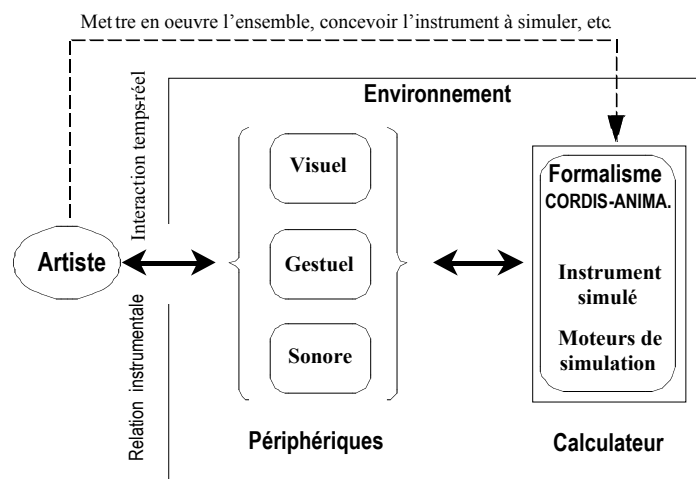 Mettre en oeuvre l’ensemble, concevoir l’instrument à simuler, etc
Interaction temps-réel
Relation instrumentale
Environnement
Artiste
Visuel
Gestuel
Sonore
Périphériques
Formalisme
CORDIS-ANIMA.
Instrument
simulé
Moteurs de
simulation
Calculateur